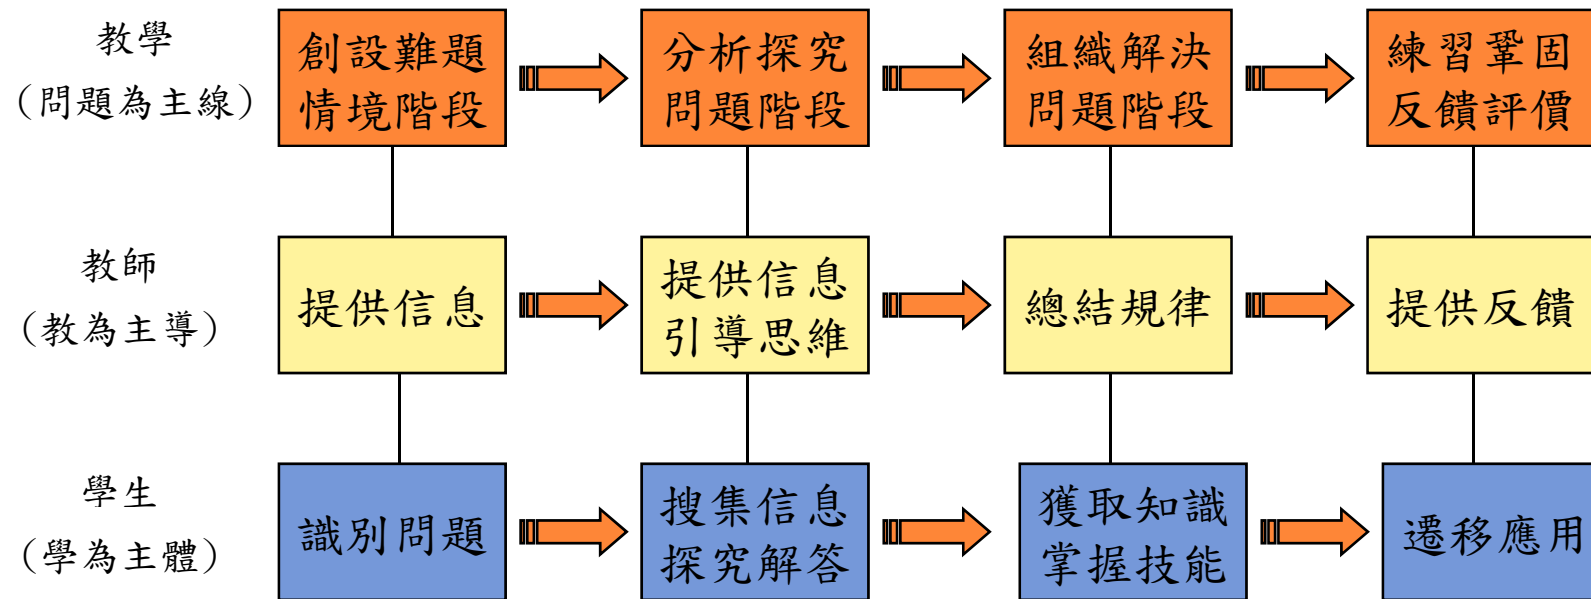 教學
（問題為主線）
創設難題
情境階段
分析探究
問題階段
組織解決
問題階段
練習鞏固
反饋評價
教師
（教為主導）
提供信息
提供信息
引導思維
總結規律
提供反饋
學生
（學為主體）
識別問題
搜集信息
探究解答
獲取知識
掌握技能
遷移應用